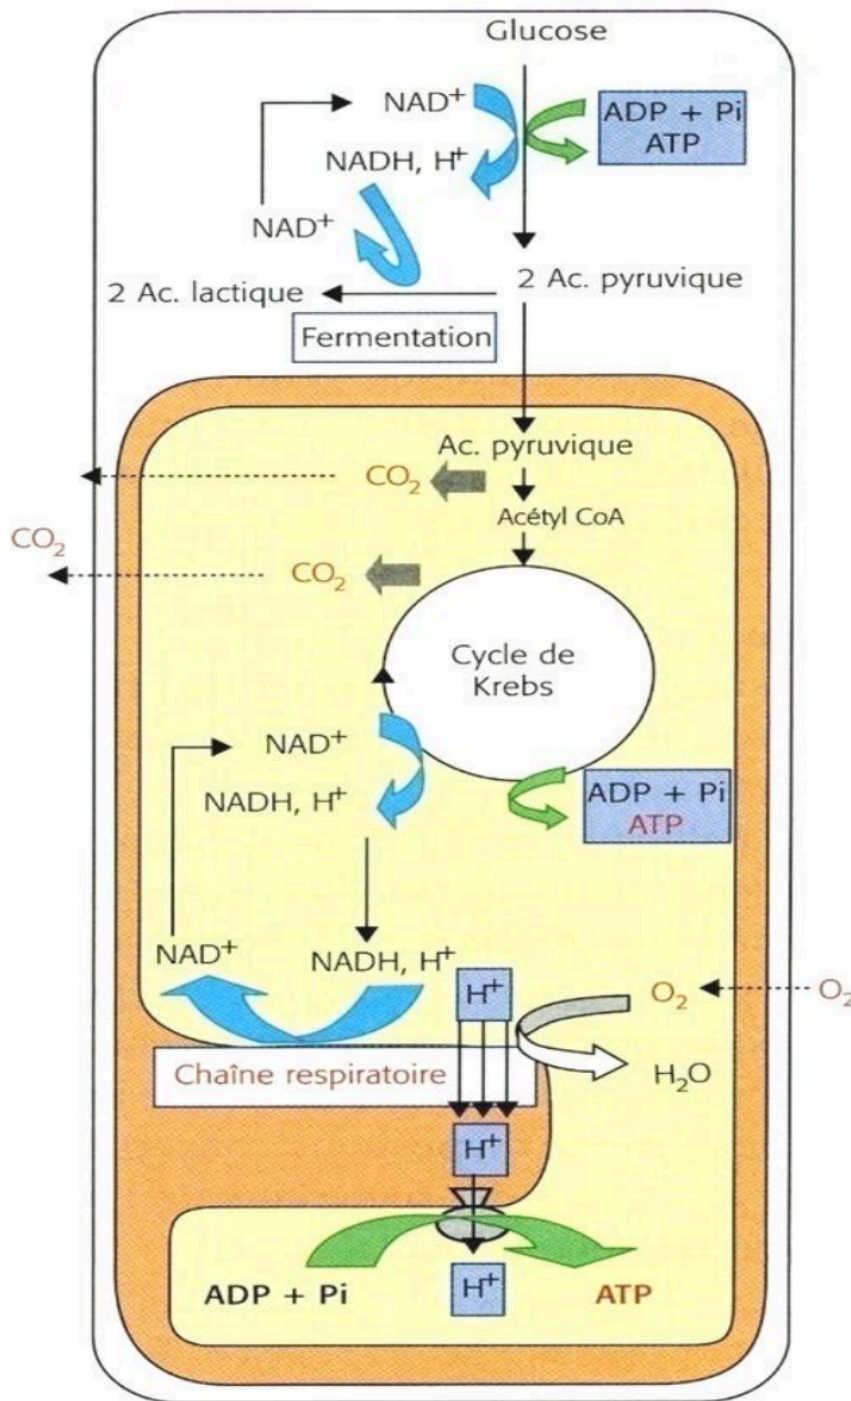 Glucose
NAD⁺
ADP + Pi
ATP
NADH, H⁺
NAD⁺
2 Ac. lactique
2 Ac. pyruvique
Fermentation
Ac. pyruvique
CO₂
Acétyl CoA
CO₂
CO₂
Cycle de
Krebs
NAD⁺
NADH, H⁺
ADP + Pi
ATP
NAD⁺
NADH, H⁺
H⁺
O₂
O₂
H₂O
Chaîne respiratoire
H⁺
ADP + Pi
H⁺
ATP